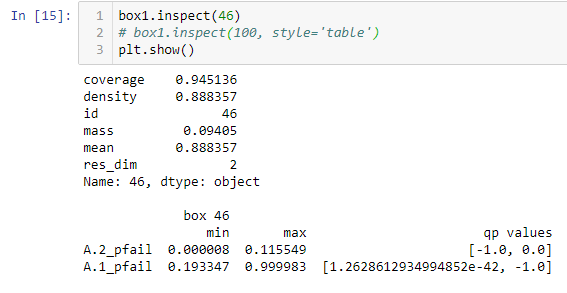 In [15]:
1 box1.inspect(46)
2 # box1.inspect(100, style='table')
3 plt.show()
coverage    0.945136
density     0.888357
id                46
mass         0.09405
mean        0.888357
res_dim            2
Name: 46, dtype: object
box 46
min max qp values
A.2_pfail 0.000008 0.115549 [-1.0, 0.0]
A.1_pfail 0.193347 0.999983 [1.2628612934994852e-42, -1.0]